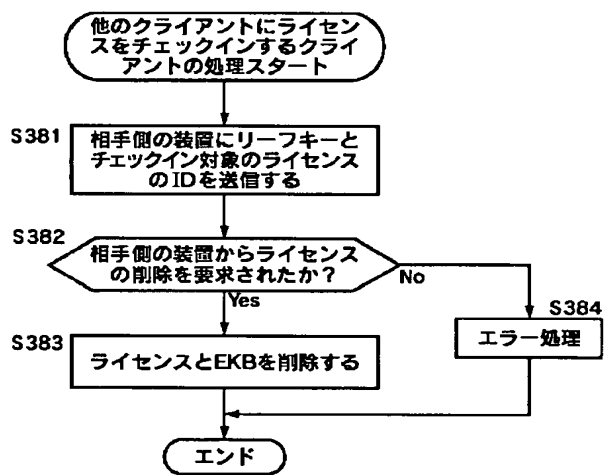 他のクライアントにライセン
スをチェックインするクライ
アントの処理スタート
S381
相手側の装置にリーフキーと
チェックイン対象のライセンス
のIDを送信する
S382
相手側の装置からライセンス
の削除を要求されたか？
No
Yes
S384
エラー処理
S383
ライセンスとEKBを削除する
エンド